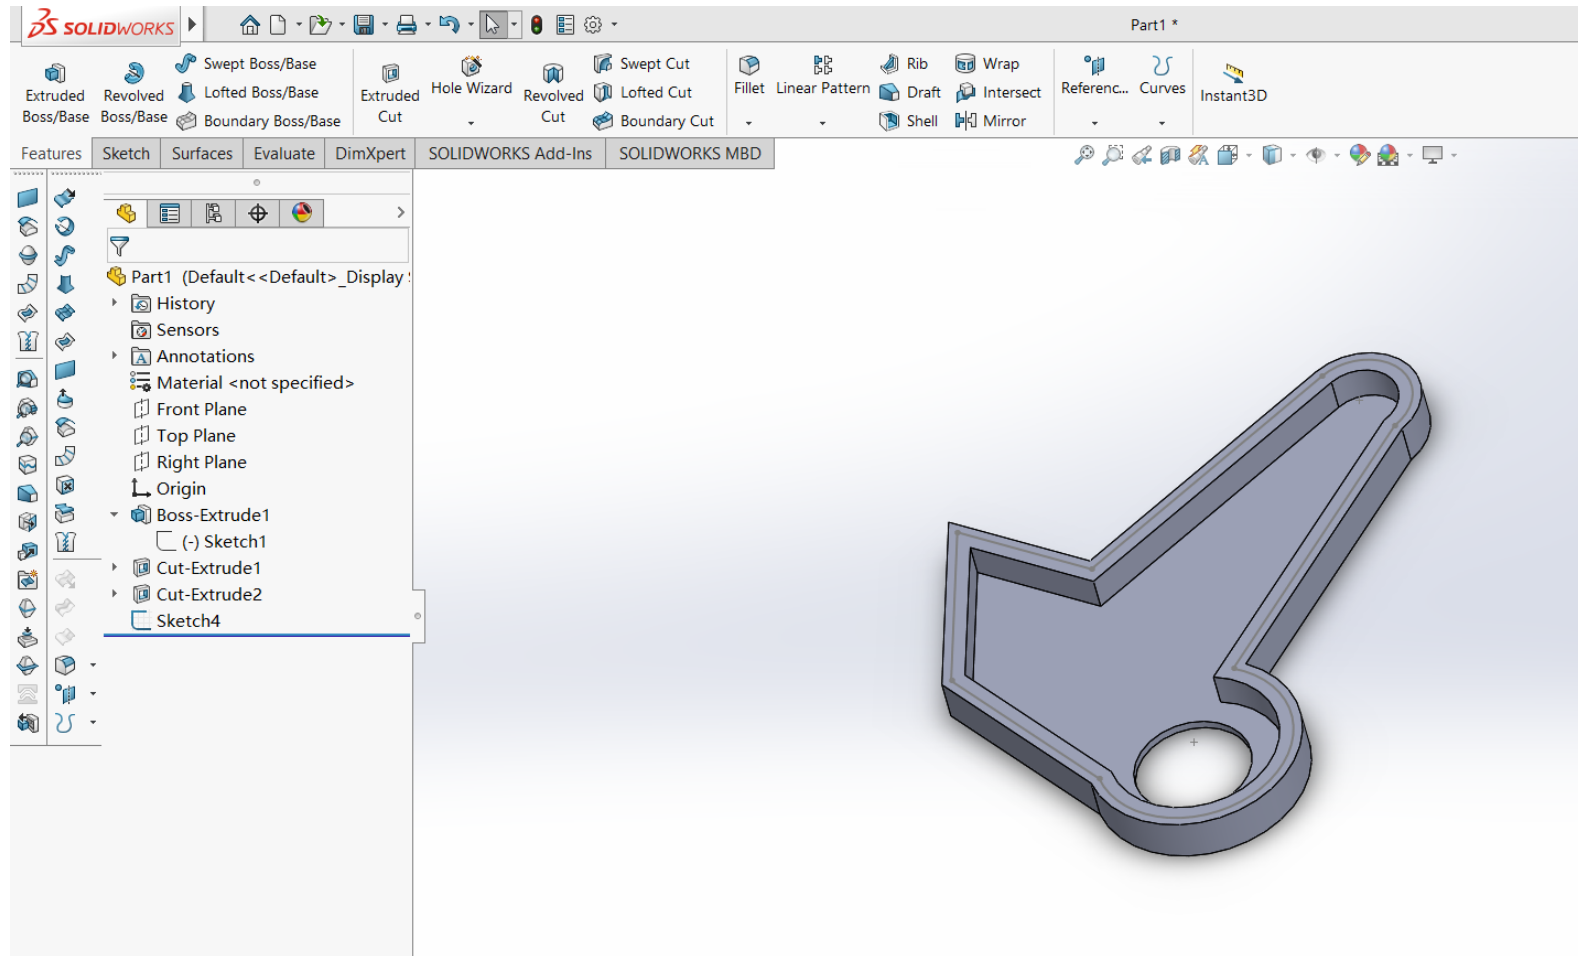 SOLIDWORKS
Part1 *
Extruded Boss/Base
Revolved Boss/Base
Swept Boss/Base
Lofted Boss/Base
Boundary Boss/Base
Extruded Cut
Hole Wizard
Revolved Cut
Swept Cut
Lofted Cut
Boundary Cut
Fillet
Linear Pattern
Rib
Draft
Shell
Wrap
Intersect
Mirror
Referenc...
Curves
Instant3D
Features
Sketch
Surfaces
Evaluate
DimXpert
SOLIDWORKS Add-Ins
SOLIDWORKS MBD
Part1 (Default<<Default>_Display
History
Sensors
Annotations
Material <not specified>
Front Plane
Top Plane
Right Plane
Origin
Boss-Extrude1
(-) Sketch1
Cut-Extrude1
Cut-Extrude2
Sketch4